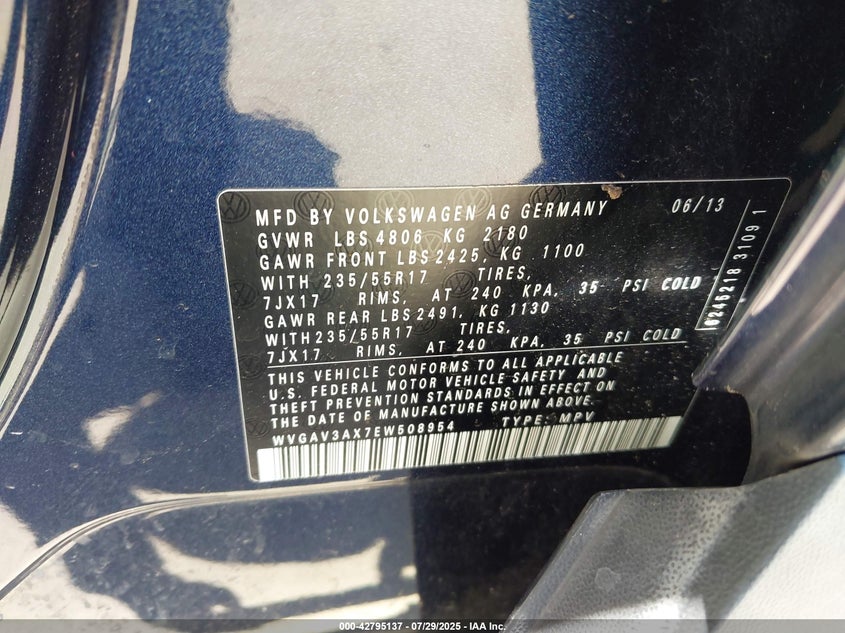 MFD BY VOLKSWAGEN AG GERMANY 06/13
GVWR LBS 4806 KG 2180
GAWR FRONT LBS 2425, KG 1100
WITH 235/55R17 TIRES,
7JX17 RIMS, AT 240 KPA, 35 PSI COLD
GAWR REAR LBS 2491, KG 1130
WITH 235/55R17 TIRES,
7JX17 RIMS, AT 240 KPA, 35 PSI COLD
THIS VEHICLE CONFORMS TO ALL APPLICABLE
U.S. FEDERAL MOTOR VEHICLE SAFETY AND
THEFT PREVENTION STANDARDS IN EFFECT ON
THE DATE OF MANUFACTURE SHOWN ABOVE.
WVGAV3AX7EW508954 TYPE: MPV
31091
000-42795137 - 07/29/2025 - IAA Inc.